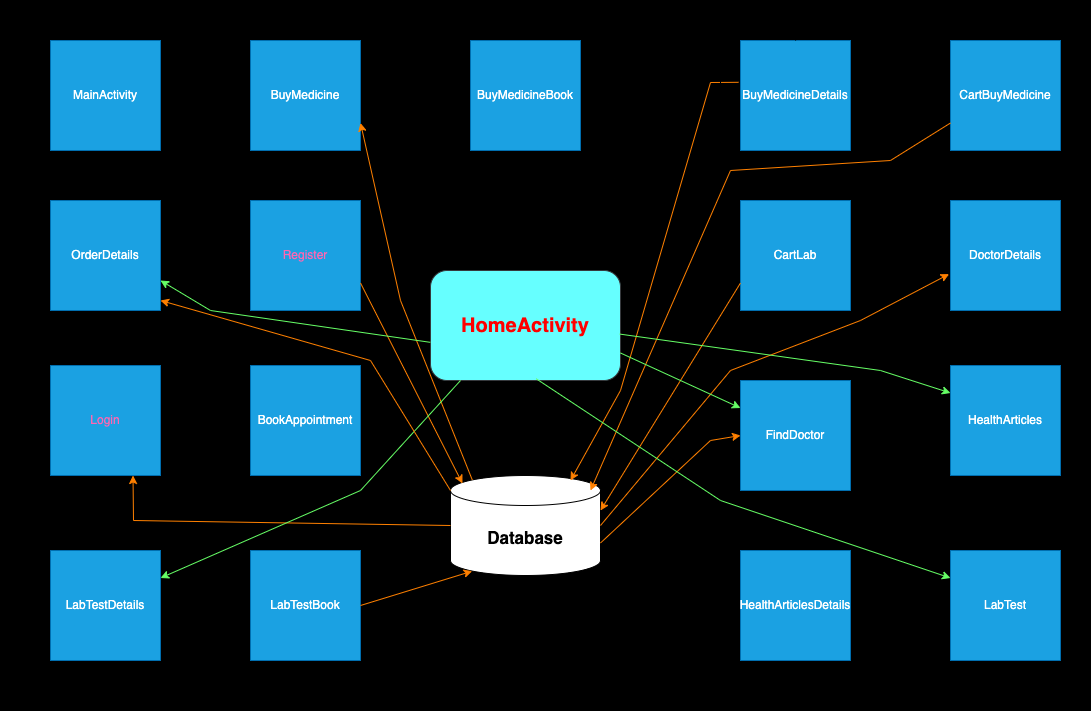 MainActivity
BuyMedicine
BuyMedicineBook
BuyMedicineDetails
CartBuyMedicine
OrderDetails
Register
CartLab
DoctorDetails
HomeActivity
Login
BookAppointment
FindDoctor
HealthArticles
Database
LabTestDetails
LabTestBook
HealthArticlesDetails
LabTest